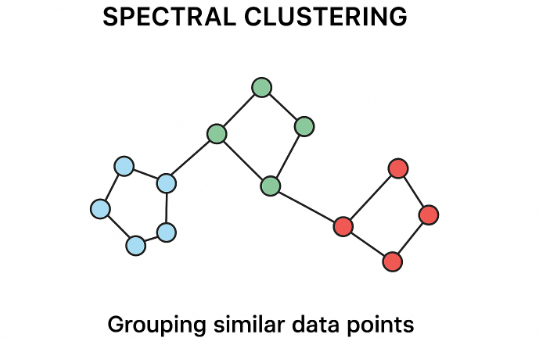 SPECTRAL CLUSTERING
Grouping similar data points